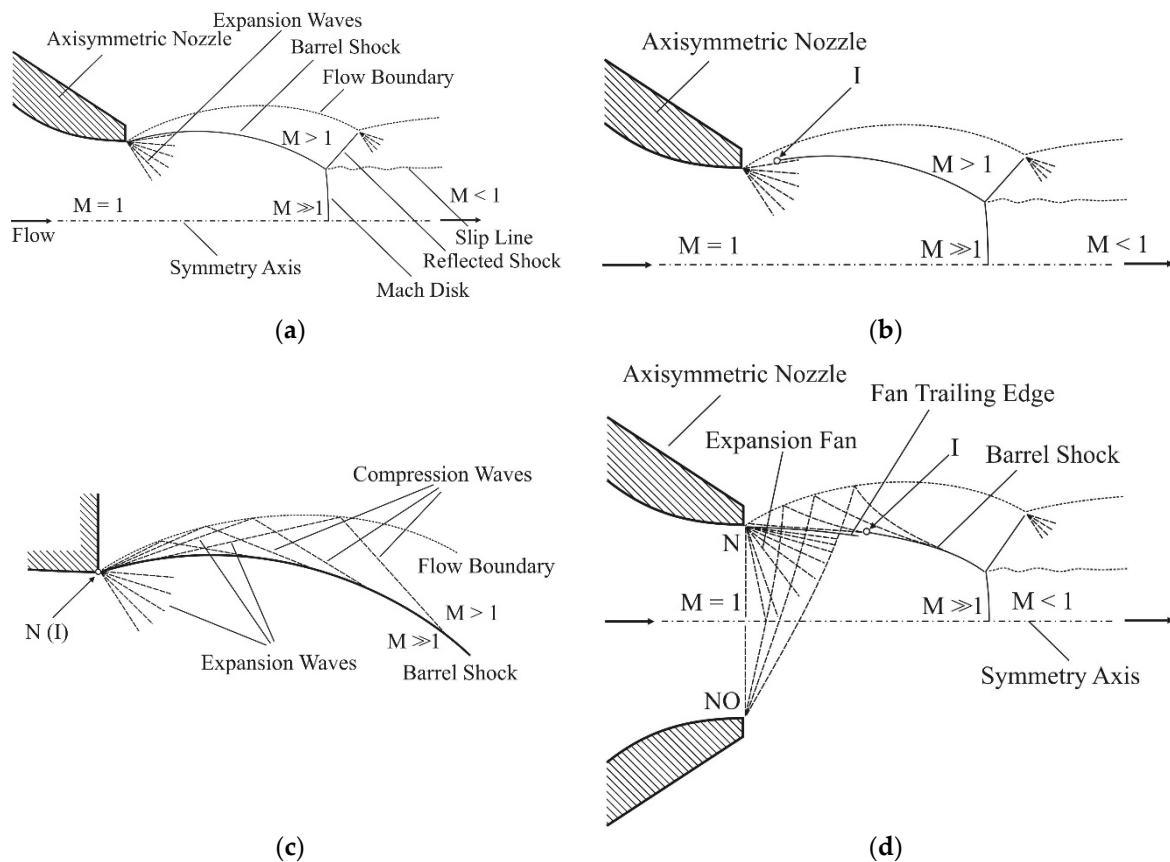 Expansion Waves
Axisymmetric Nozzle
Barrel Shock
Flow Boundary
M > 1
M = 1
M ≫1
M < 1
Flow
Slip Line
Reflected Shock
Symmetry Axis
Mach Disk
(a)
Axisymmetric Nozzle
I
M > 1
M = 1
M ≫1
M < 1
(b)
Compression Waves
Flow Boundary
N (I)
M > 1
M ≫1
Expansion Waves
Barrel Shock
(c)
Axisymmetric Nozzle
Fan Trailing Edge
Expansion Fan
I
Barrel Shock
N
M = 1
M ≫1
M < 1
Symmetry Axis
NO
(d)